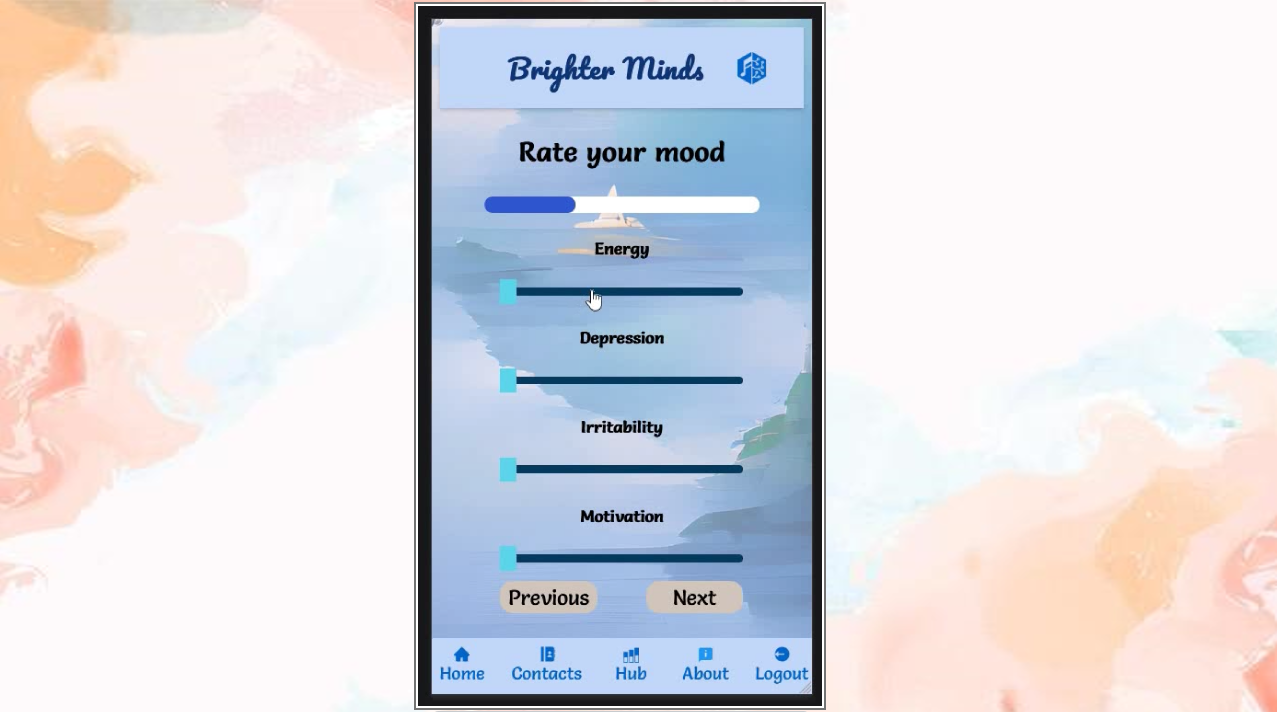 Brighter Minds
Rate your mood
Energy
Depression
Irritability
Motivation
Previous Next
Home Contacts Hub About Logout